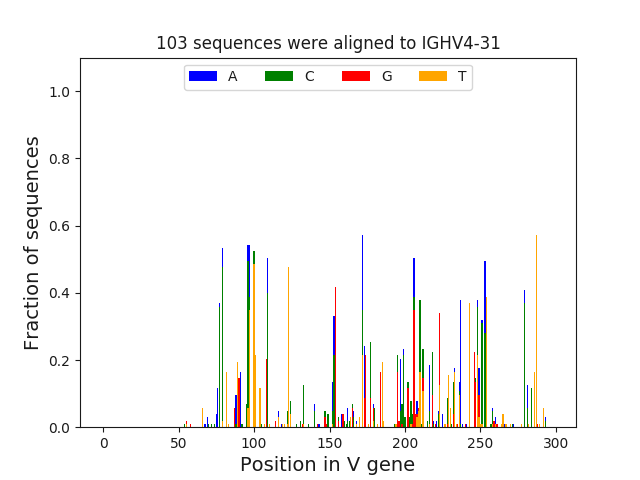 103 sequences were aligned to IGHV4-31
A C G T
1.0
0.8
0.6
0.4
0.2
0.0
Fraction of sequences
0 50 100 150 200 250 300
Position in V gene